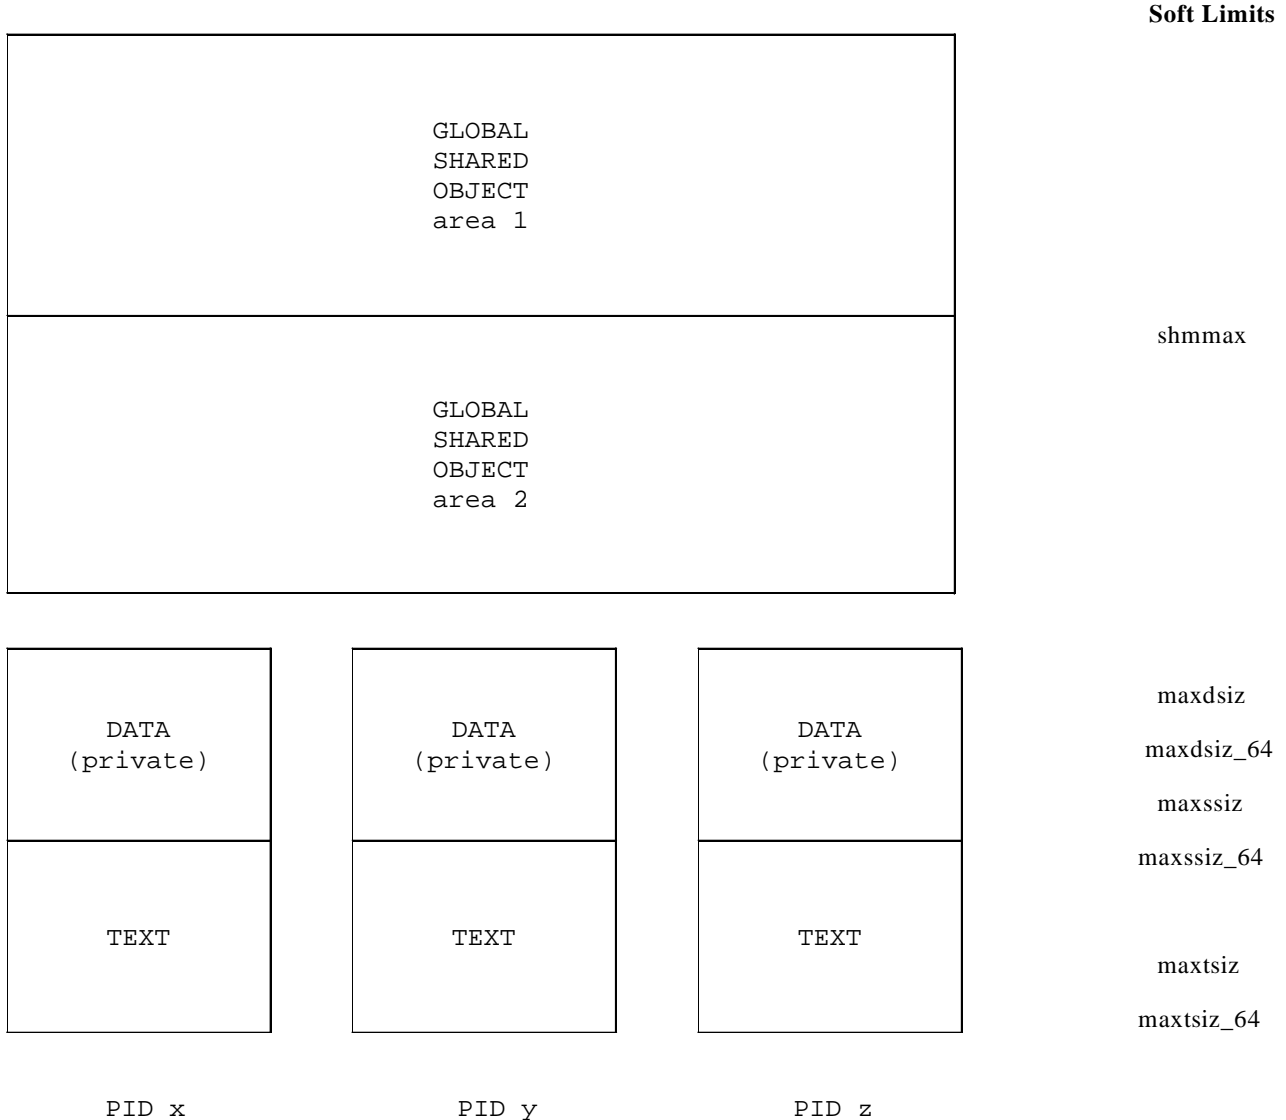 Soft Limits
GLOBAL
SHARED
OBJECT
area 1
shmmax
GLOBAL
SHARED
OBJECT
area 2
DATA
(private)
DATA
(private)
DATA
(private)
maxdsiz
maxdsiz_64
maxssiz
maxssiz_64
TEXT
TEXT
TEXT
maxtsiz
maxtsiz_64
PID x
PID y
PID z